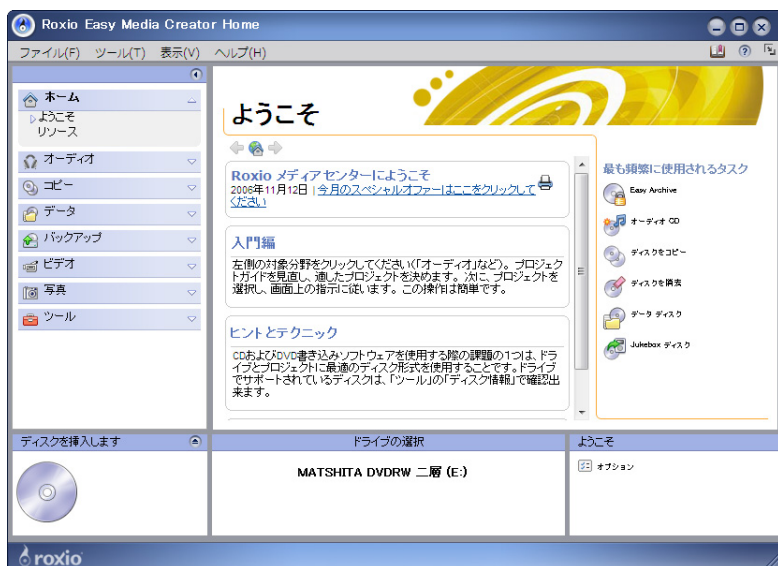 Roxio Easy Media Creator Home
ファイル(F) ツール(T) 表示(V) ヘルプ(H)
ホーム
ようこそ
リソース
オーディオ
コピー
データ
バックアップ
ビデオ
写真
ツール
ようこそ
Roxio メディアセンターにようこそ
2006年11月12日 | 今月のスペシャルオファーはここをクリックして
ください
入門編
左側の対象分野をクリックしてください(「オーディオ」など)。プロジェク
トガイドを見直し、適したプロジェクトを決めます。次に、プロジェクトを
選択し、画面上の指示に従います。この操作は簡単です。
ヒントとテクニック
CDおよびDVD書き込みソフトウェアを使用する際の課題の1つは、ドラ
イブとプロジェクトに最適のディスク形式を使用することです。ドライブ
でサポートされているディスクは、「ツール」の「ディスク情報」で確認出
来ます。
最も頻繁に使用されるタスク
Easy Archive
オーディオ CD
ディスクをコピー
ディスクを消去
データ ディスク
Jukebox ディスク
ディスクを挿入します
ドライブの選択
MATSHITA DVDRW 二層 (E:)
ようこそ
オプション
roxio